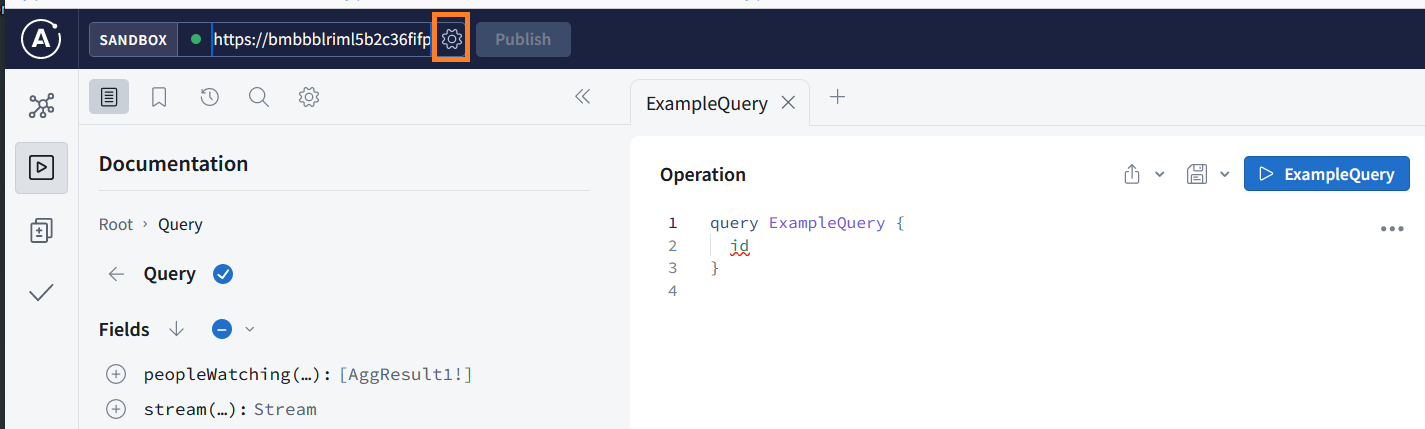 SANDBOX https://bmbbblriml5b2c36fifp Publish
ExampleQuery
Documentation
Root › Query
Query
Fields
peopleWatching(…): [AggResult1!]
stream(…): Stream
Operation
ExampleQuery
1 query ExampleQuery {
2 id
3 }
4